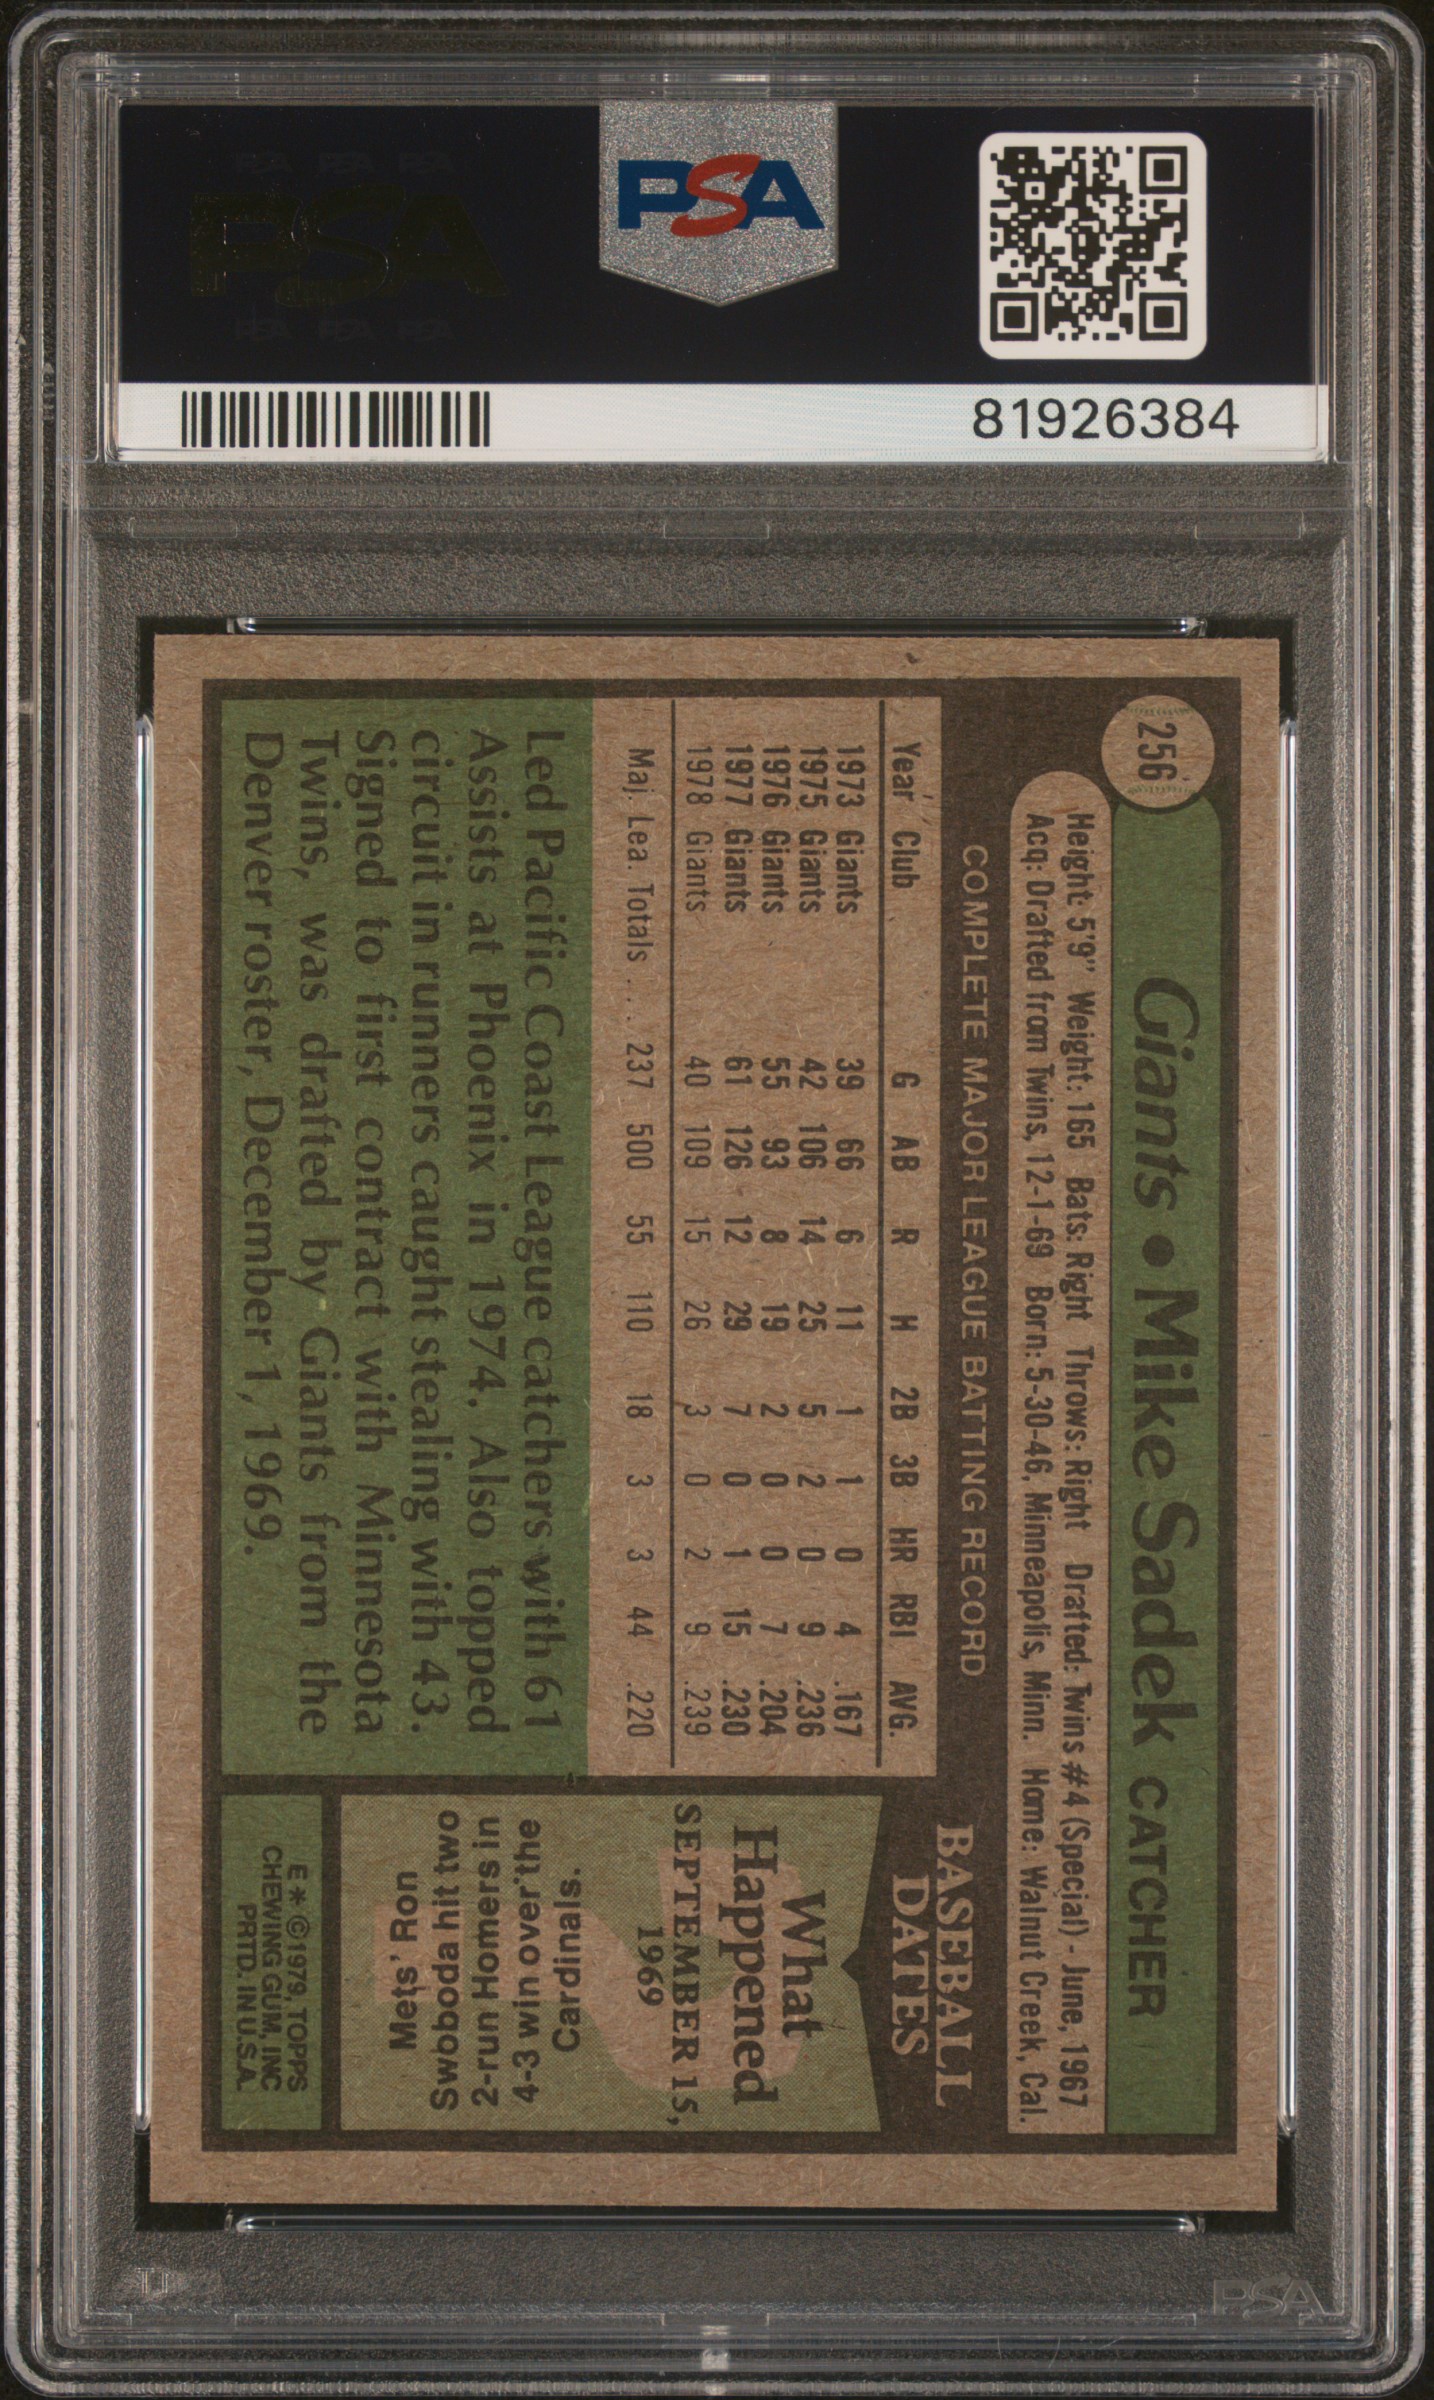 PSA
81926384
256
Giants • Mike Sadek CATCHER
Height: 5'9" Weight: 165 Bats: Right Throws: Right Drafted: Twins #4 (Special) - June, 1967
Acq: Drafted from Twins, 12-1-69 Born: 5-30-46, Minneapolis, Minn. Home: Walnut Creek, Cal.
COMPLETE MAJOR LEAGUE BATTING RECORD
Year Club G AB R H 2B 3B HR RBI AVG.
1973 Giants 39 66 6 11 1 1 0 4 .167
1975 Giants 42 106 14 25 5 2 0 9 .236
1976 Giants 55 93 8 19 2 0 0 7 .204
1977 Giants 61 126 12 29 7 0 1 15 .230
1978 Giants 40 109 15 26 3 0 2 9 .239
Maj. Lea. Totals ... 237 500 55 110 18 3 3 44 .220
Led Pacific Coast League catchers with 61
Assists at Phoenix in 1974. Also topped
circuit in runners caught stealing with 43.
Signed to first contract with Minnesota
Twins, was drafted by Giants from the
Denver roster, December 1, 1969.
BASEBALL
DATES
What
Happened
SEPTEMBER 15,
1969
Mets' Ron
Swoboda hit two
2-run Homers in
4-3 win over the
Cardinals.
E * © 1979, TOPPS
CHEWING GUM, INC
PRTD. IN U.S.A.
PSA